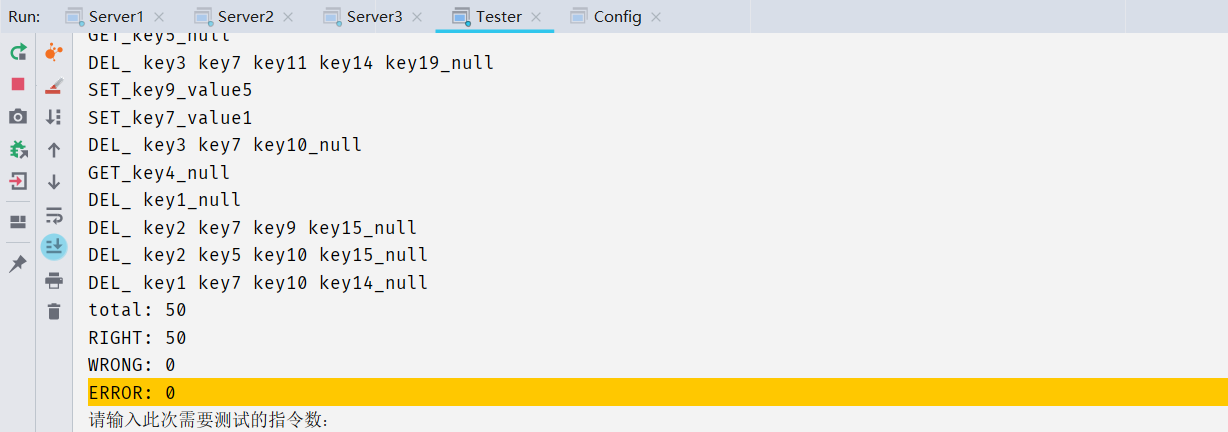 Run: Server1 Server2 Server3 Tester Config
GET_key5_null
DEL_ key3 key7 key11 key14 key19_null
SET_key9_value5
SET_key7_value1
DEL_ key3 key7 key10_null
GET_key4_null
DEL_ key1_null
DEL_ key2 key7 key9 key15_null
DEL_ key2 key5 key10 key15_null
DEL_ key1 key7 key10 key14_null
total: 50
RIGHT: 50
WRONG: 0
ERROR: 0
请输入此次需要测试的指令数: